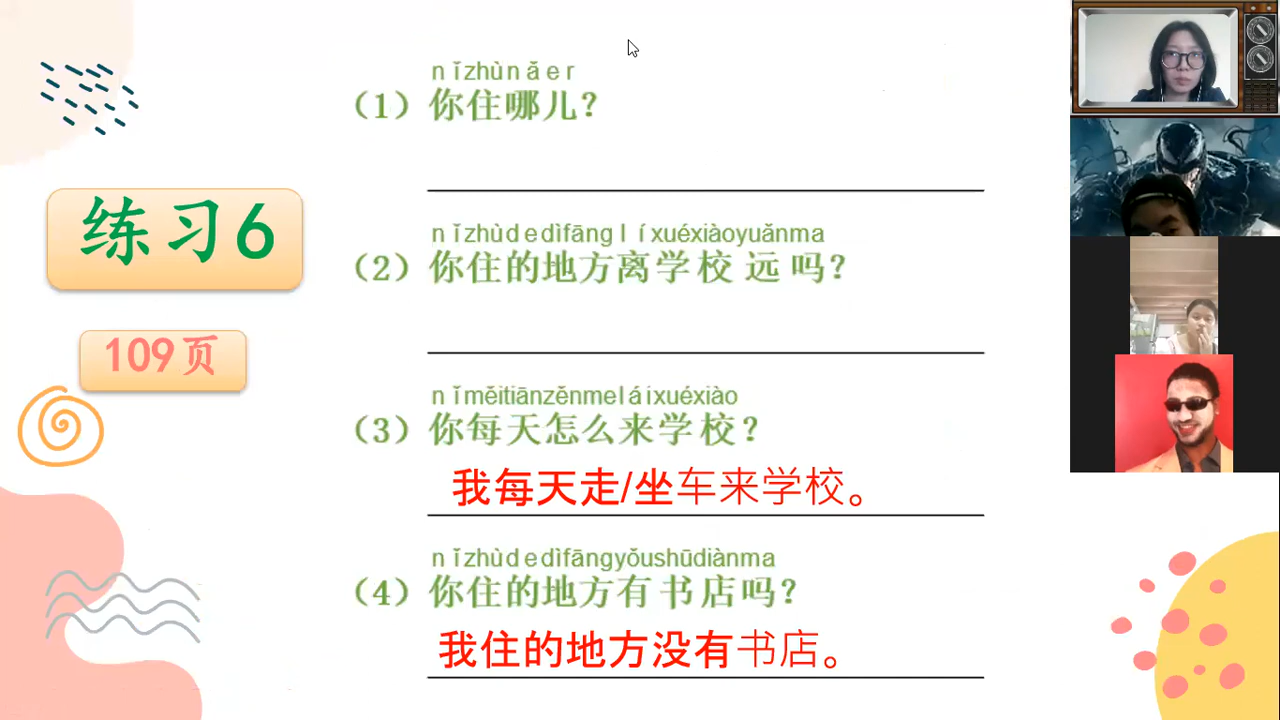 练习6
109页
nǐzhùnǎer
（1）你住哪儿？
nǐzhùdedìfānglíxuéxiàoyuǎnma
（2）你住的地方离学校远吗？
nǐměitiānzěnmeláixuéxiào
（3）你每天怎么来学校？
我每天走/坐车来学校。
nǐzhùdedìfāngyǒushūdiànma
（4）你住的地方有书店吗？
我住的地方没有书店。